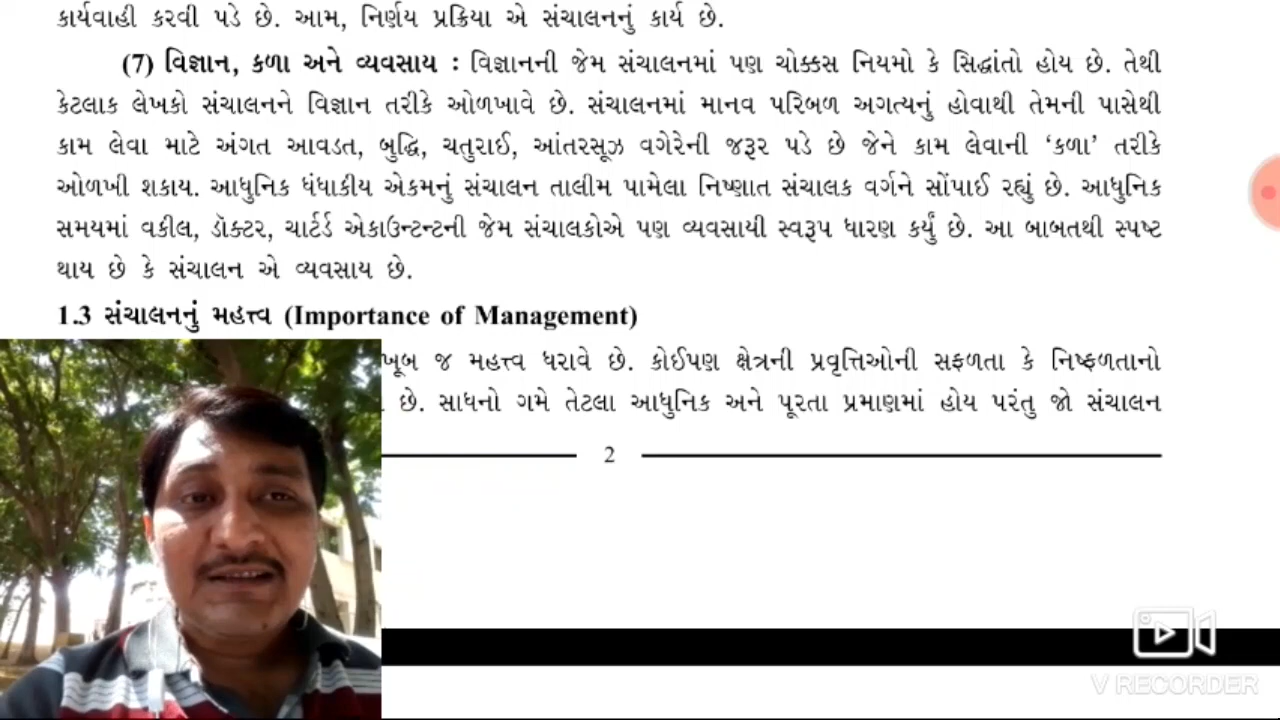 કાર્યવાહી કરવી પડે છે. આમ, નિર્ણય પ્રક્રિયા એ સંચાલનનું કાર્ય છે.
(7) વિજ્ઞાન, કળા અને વ્યવસાય : વિજ્ઞાનની જેમ સંચાલનમાં પણ ચોક્કસ નિયમો કે સિદ્ધાંતો હોય છે. તેથી
કેટલાક લેખકો સંચાલનને વિજ્ઞાન તરીકે ઓળખાવે છે. સંચાલનમાં માનવ પરિબળ અગત્યનું હોવાથી તેમની પાસેથી
કામ લેવા માટે અંગત આવડત, બુદ્ધિ, ચતુરાઈ, આંતરસૂઝ વગેરેની જરૂર પડે છે જેને કામ લેવાની ‘કળા’ તરીકે
ઓળખી શકાય. આધુનિક ધંધાકીય એકમનું સંચાલન તાલીમ પામેલા નિષ્ણાત સંચાલક વર્ગને સોંપાઈ રહ્યું છે. આધુનિક
સમયમાં વકીલ, ડૉક્ટર, ચાર્ટર્ડ એકાઉન્ટન્ટની જેમ સંચાલકોએ પણ વ્યવસાયી સ્વરૂપ ધારણ કર્યું છે. આ બાબતથી સ્પષ્ટ
થાય છે કે સંચાલન એ વ્યવસાય છે.
1.3 સંચાલનનું મહત્ત્વ (Importance of Management)
ખૂબ જ મહત્ત્વ ધરાવે છે. કોઈપણ ક્ષેત્રની પ્રવૃત્તિઓની સફળતા કે નિષ્ફળતાનો
છે. સાધનો ગમે તેટલા આધુનિક અને પૂરતા પ્રમાણમાં હોય પરંતુ જો સંચાલન
2
V RECORDER